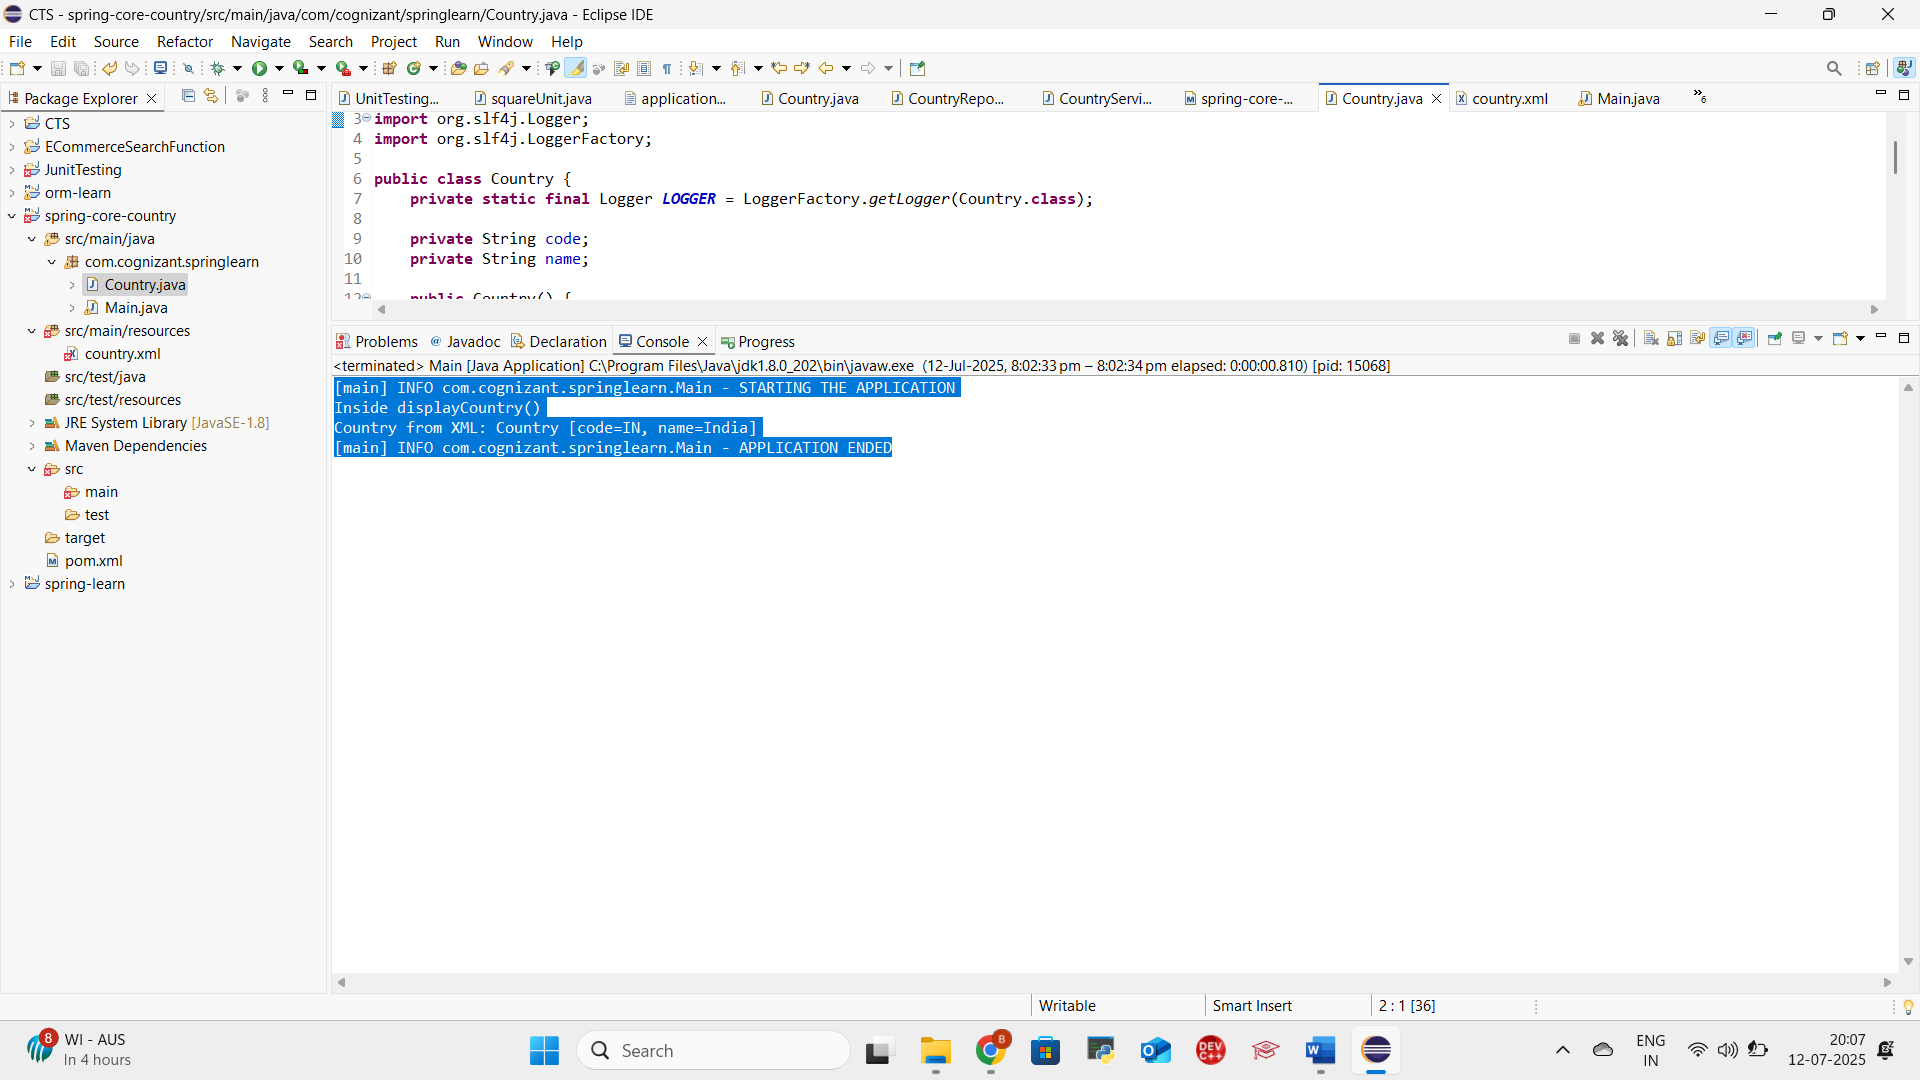 CTS - spring-core-country/src/main/java/com/cognizant/springlearn/Country.java - Eclipse IDE
File Edit Source Refactor Navigate Search Project Run Window Help
Package Explorer
CTS
ECommerceSearchFunction
JunitTesting
orm-learn
spring-core-country
src/main/java
com.cognizant.springlearn
Country.java
Main.java
src/main/resources
country.xml
src/test/java
src/test/resources
JRE System Library [JavaSE-1.8]
Maven Dependencies
src
main
test
target
pom.xml
spring-learn
UnitTesting... squareUnit.java application... Country.java CountryRepo... CountryServi... spring-core-... Country.java country.xml Main.java 6
3 import org.slf4j.Logger;
4 import org.slf4j.LoggerFactory;
5
6 public class Country {
7 private static final Logger LOGGER = LoggerFactory.getLogger(Country.class);
8
9 private String code;
10 private String name;
11
12 public Country() {
Problems Javadoc Declaration Console Progress
<terminated> Main [Java Application] C:\Program Files\Java\jdk1.8.0_202\bin\javaw.exe (12-Jul-2025, 8:02:33 pm – 8:02:34 pm elapsed: 0:00:00.810) [pid: 15068]
[main] INFO com.cognizant.springlearn.Main - STARTING THE APPLICATION
Inside displayCountry()
Country from XML: Country [code=IN, name=India]
[main] INFO com.cognizant.springlearn.Main - APPLICATION ENDED
Writable Smart Insert 2 : 1 [36]
8 WI - AUS
In 4 hours
Search
B
DEV C++
ENG
IN
20:07
12-07-2025